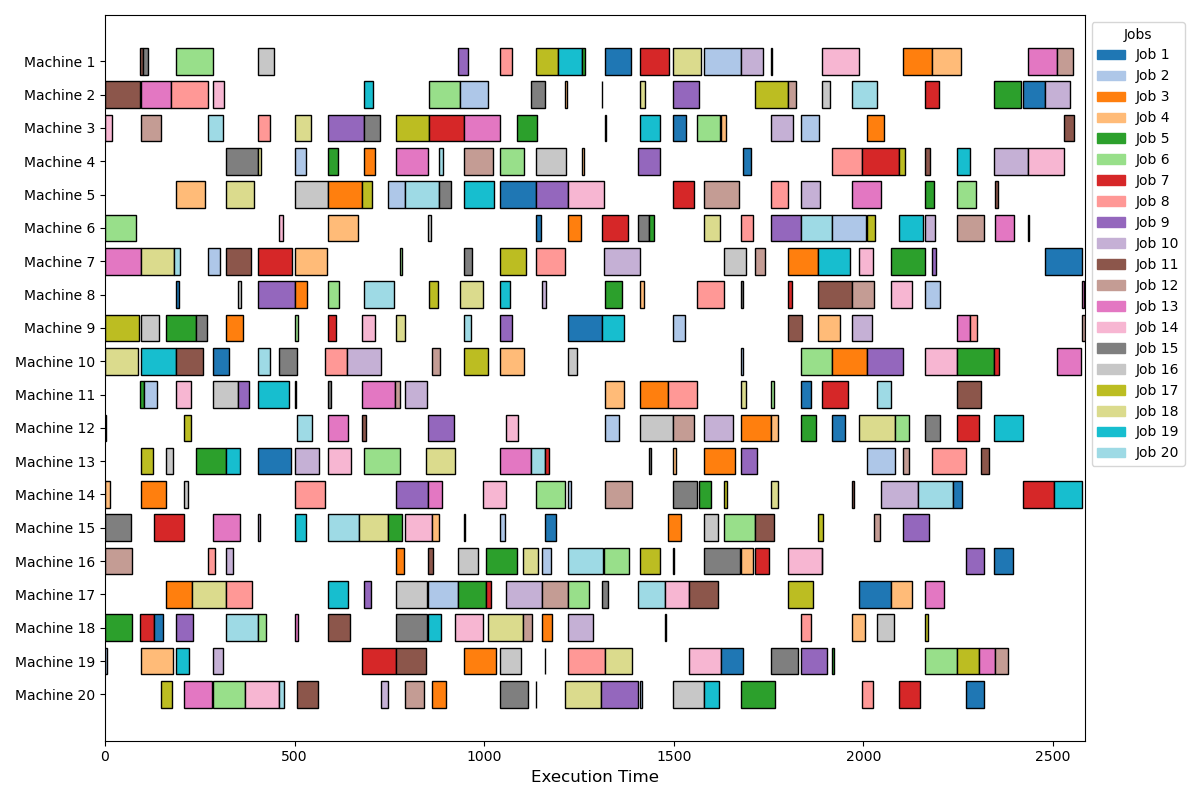 Machine 1
Machine 2
Machine 3
Machine 4
Machine 5
Machine 6
Machine 7
Machine 8
Machine 9
Machine 10
Machine 11
Machine 12
Machine 13
Machine 14
Machine 15
Machine 16
Machine 17
Machine 18
Machine 19
Machine 20
0 500 1000 1500 2000 2500
Execution Time
Jobs
Job 1
Job 2
Job 3
Job 4
Job 5
Job 6
Job 7
Job 8
Job 9
Job 10
Job 11
Job 12
Job 13
Job 14
Job 15
Job 16
Job 17
Job 18
Job 19
Job 20